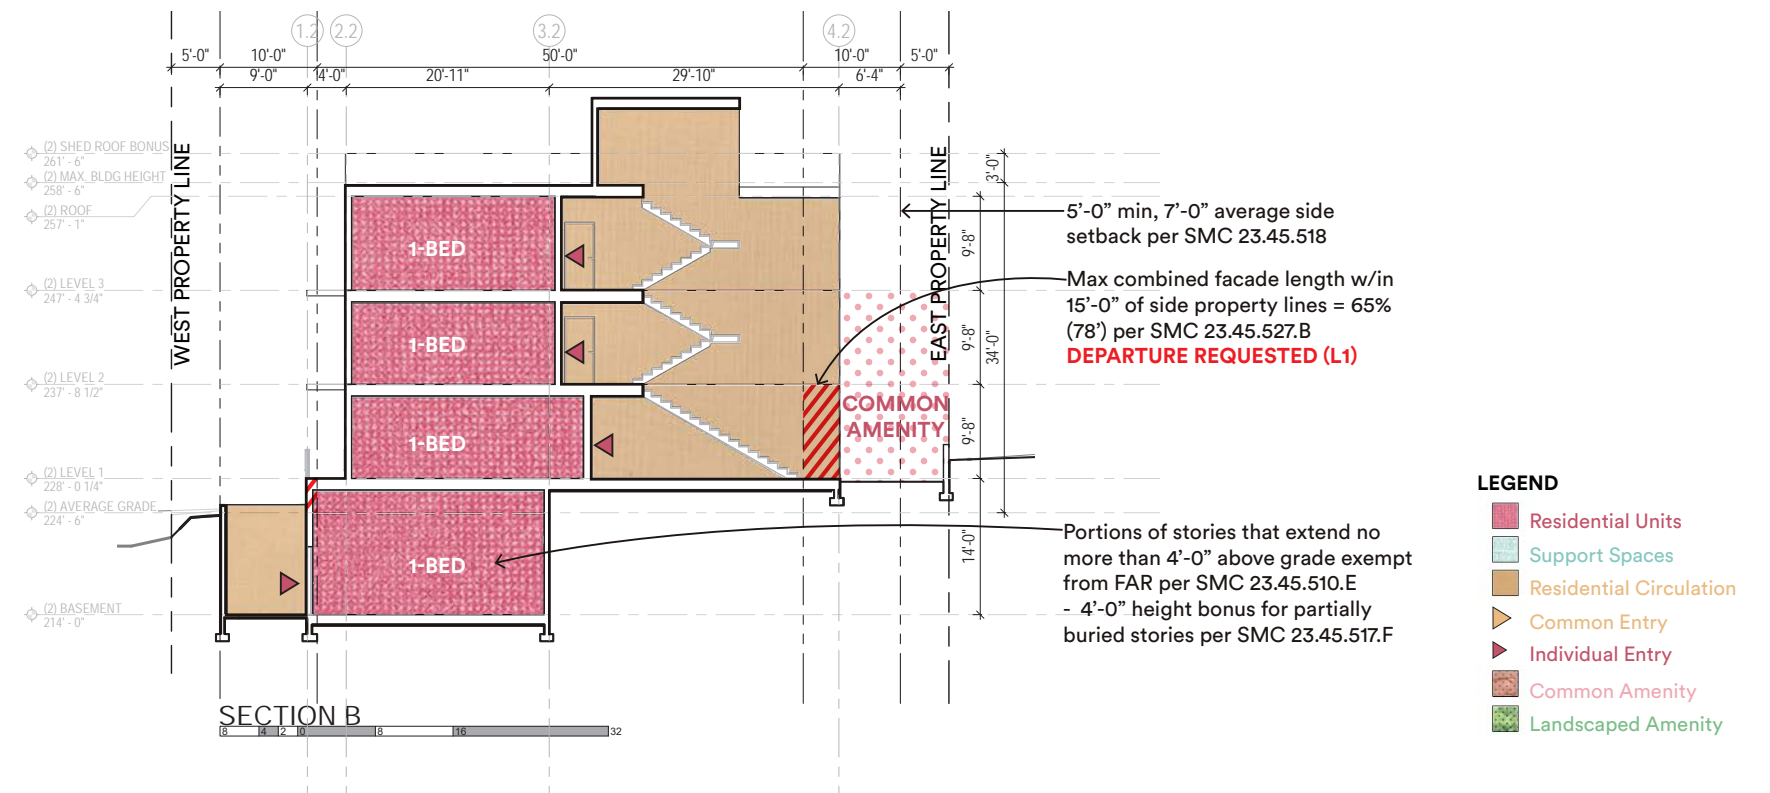 1.2
2.2
3.2
4.2
5'-0"
10'-0"
50'-0"
10'-0"
5'-0"
9'-0"
4'-0"
20'-11"
29'-10"
6'-4"
(2) SHED ROOF BONUS
261' - 6"
(2) MAX. BLDG HEIGHT
258' - 6"
(2) ROOF
257' - 1"
(2) LEVEL 3
247' - 4 3/4"
(2) LEVEL 2
237' - 8 1/2"
(2) LEVEL 1
228' - 0 1/4"
(2) AVERAGE GRADE
224' - 6"
(2) BASEMENT
214' - 0"
WEST PROPERTY LINE
1-BED
1-BED
1-BED
1-BED
COMMON
AMENITY
EAST PROPERTY LINE
3'-0"
9'-8"
9'-8"
34'-0"
9'-8"
14'-0"
5’-0” min, 7’-0” average side
setback per SMC 23.45.518
Max combined facade length w/in
15’-0” of side property lines = 65%
(78’) per SMC 23.45.527.B
DEPARTURE REQUESTED (L1)
Portions of stories that extend no
more than 4’-0” above grade exempt
from FAR per SMC 23.45.510.E
- 4’-0” height bonus for partially
buried stories per SMC 23.45.517.F
SECTION B
8 4 2 0 8 16 32
LEGEND
Residential Units
Support Spaces
Residential Circulation
Common Entry
Individual Entry
Common Amenity
Landscaped Amenity